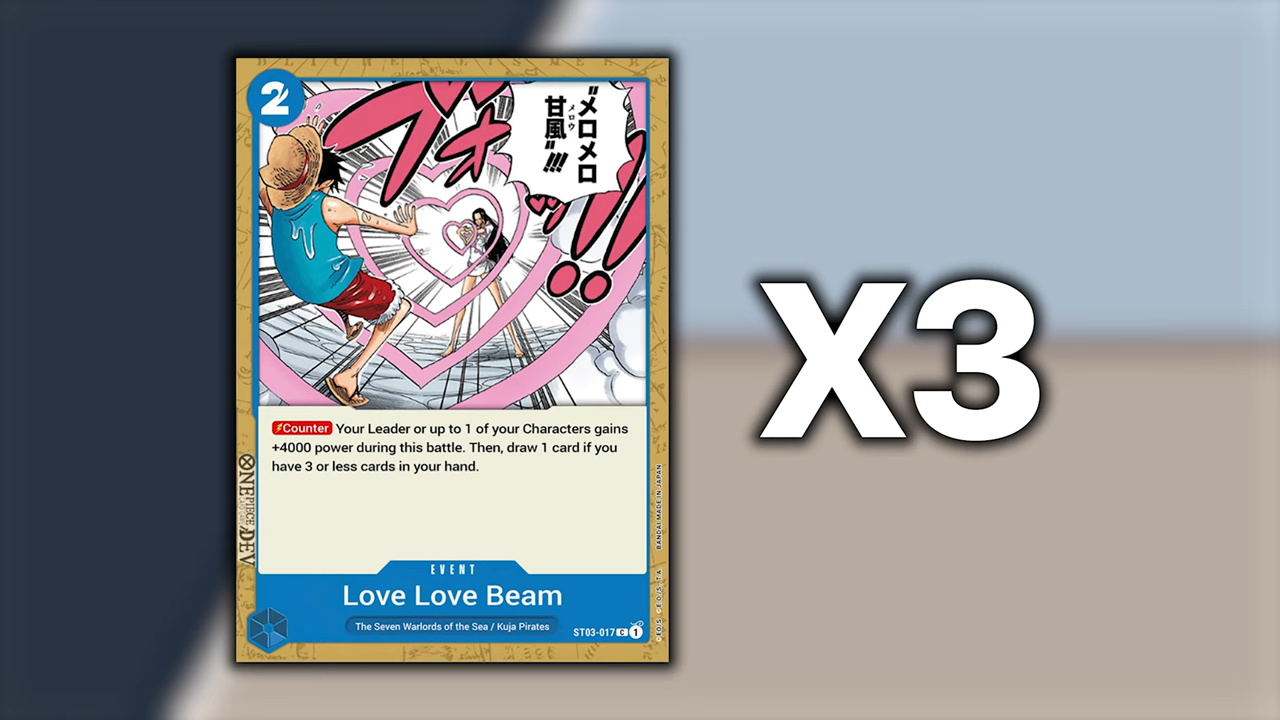 2
ブオ!!
"メロメロ
メロウ
甘風"!!!
⚡Counter Your Leader or up to 1 of your Characters gains
+4000 power during this battle. Then, draw 1 card if you
have 3 or less cards in your hand.
EVENT
Love Love Beam
The Seven Warlords of the Sea / Kuja Pirates
ST03-017 C 1
BANDAI MADE IN JAPAN
X3